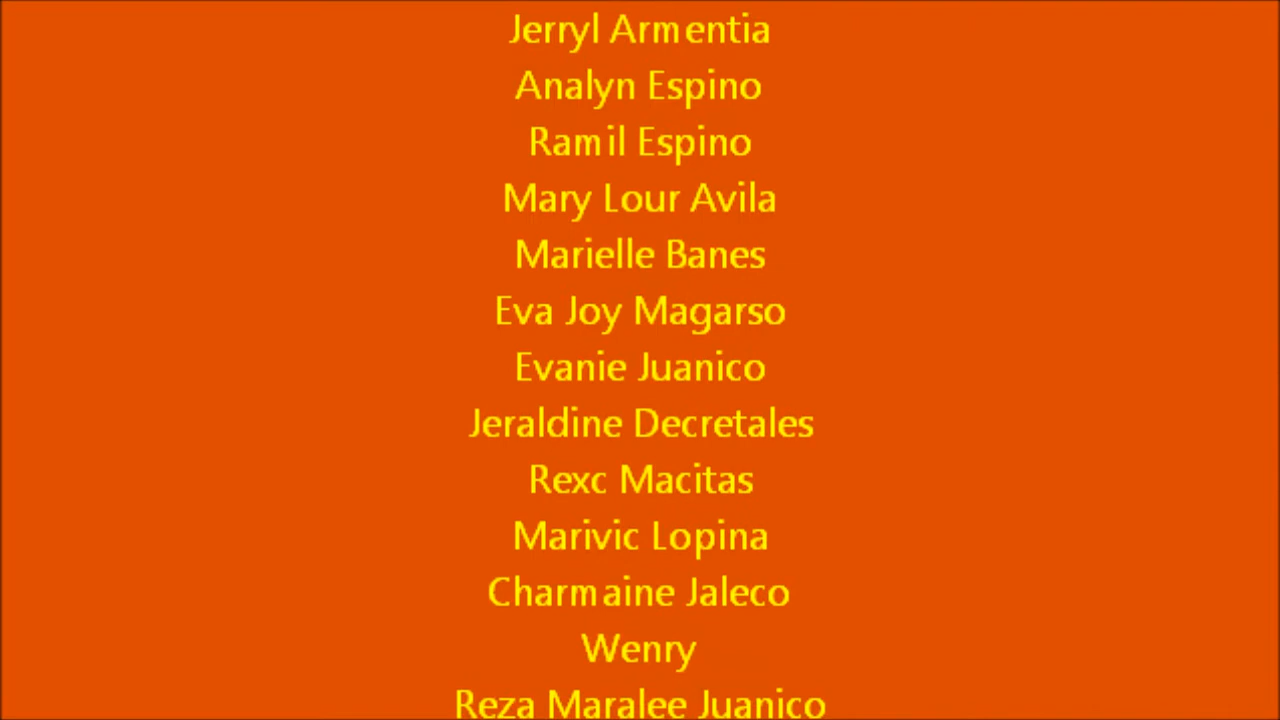 Jerryl Armentia
Analyn Espino
Ramil Espino
Mary Lour Avila
Marielle Banes
Eva Joy Magarso
Evanie Juanico
Jeraldine Decretales
Rexc Macitas
Marivic Lopina
Charmaine Jaleco
Wenry
Reza Maralee Juanico